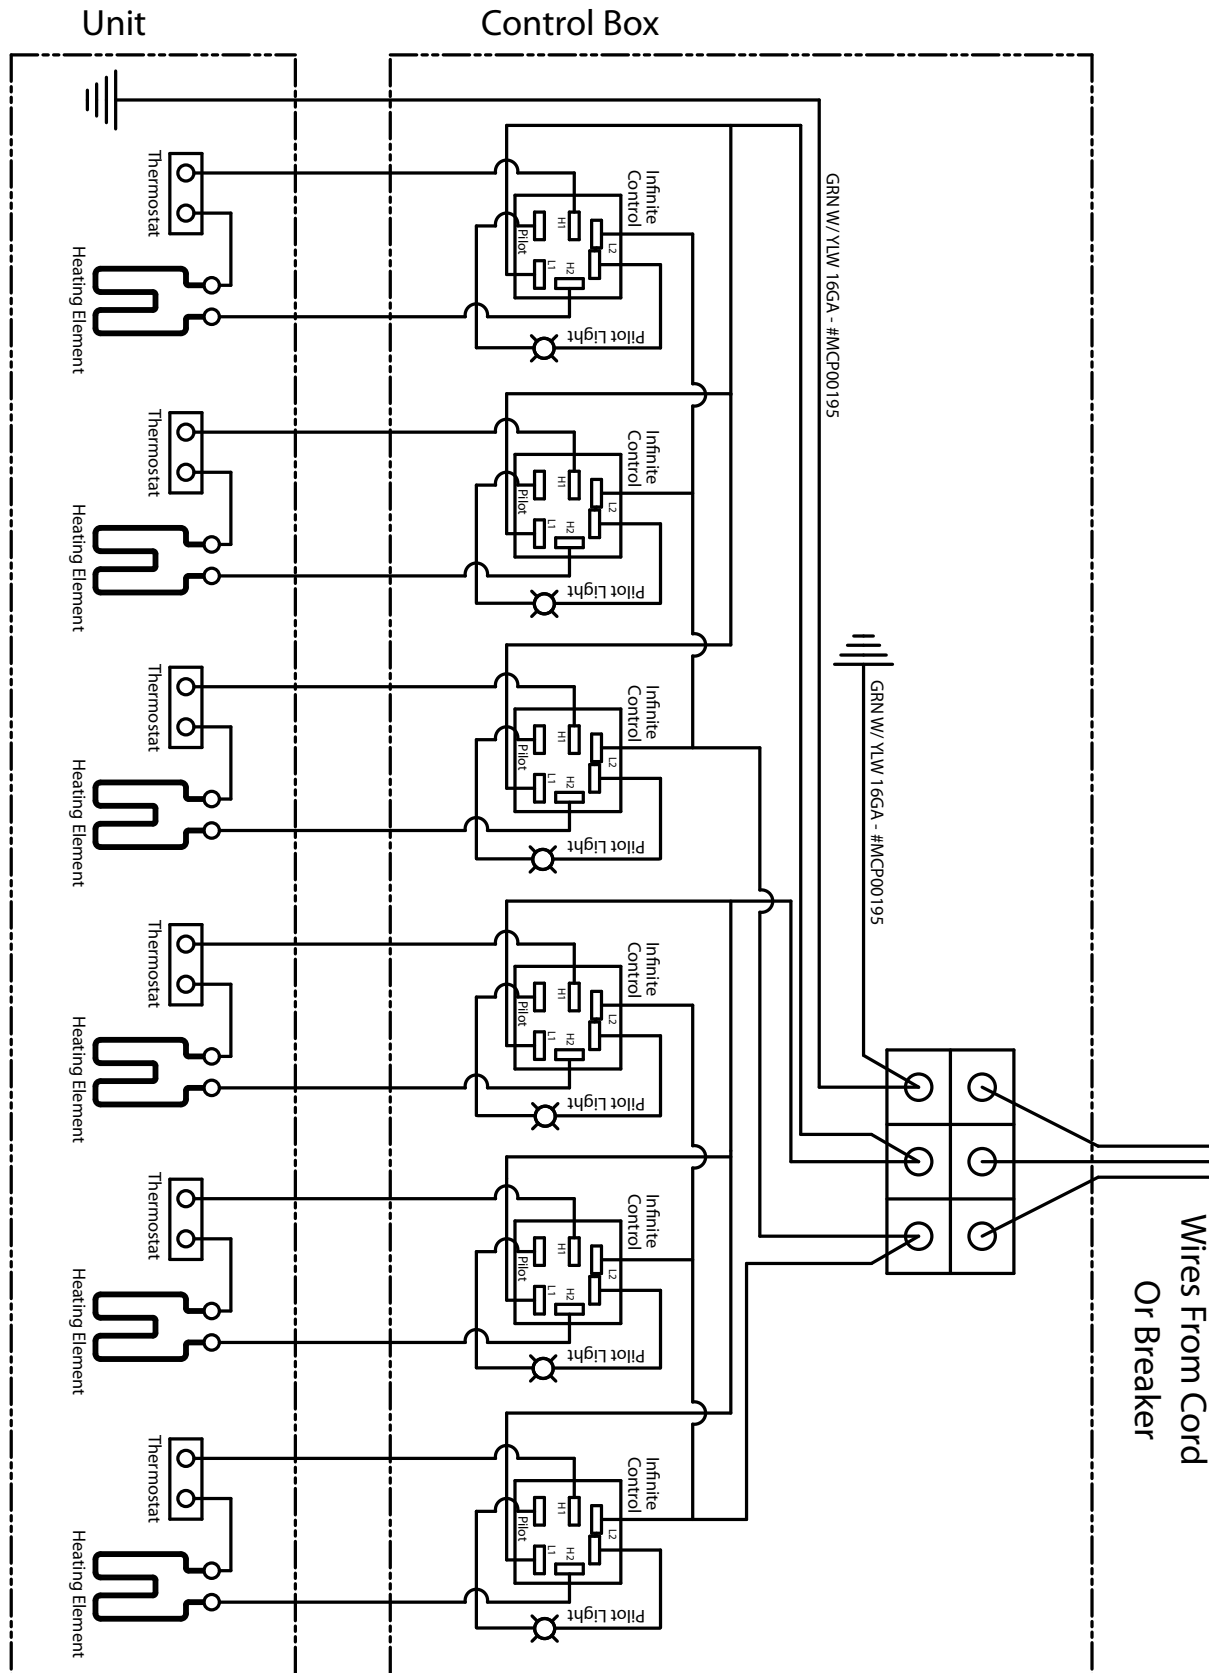 Unit
Control Box
GRN W/ YLW 16GA - #MCP00195
GRN W/ YLW 16GA - #MCP00195
Wires From Cord
Or Breaker
Thermostat
Heating Element
Infinite
Control
H1
L2
Pilot
L1
H2
Pilot Light
Thermostat
Heating Element
Infinite
Control
H1
L2
Pilot
L1
H2
Pilot Light
Thermostat
Heating Element
Infinite
Control
H1
L2
Pilot
L1
H2
Pilot Light
Thermostat
Heating Element
Infinite
Control
H1
L2
Pilot
L1
H2
Pilot Light
Thermostat
Heating Element
Infinite
Control
H1
L2
Pilot
L1
H2
Pilot Light
Thermostat
Heating Element
Infinite
Control
H1
L2
Pilot
L1
H2
Pilot Light